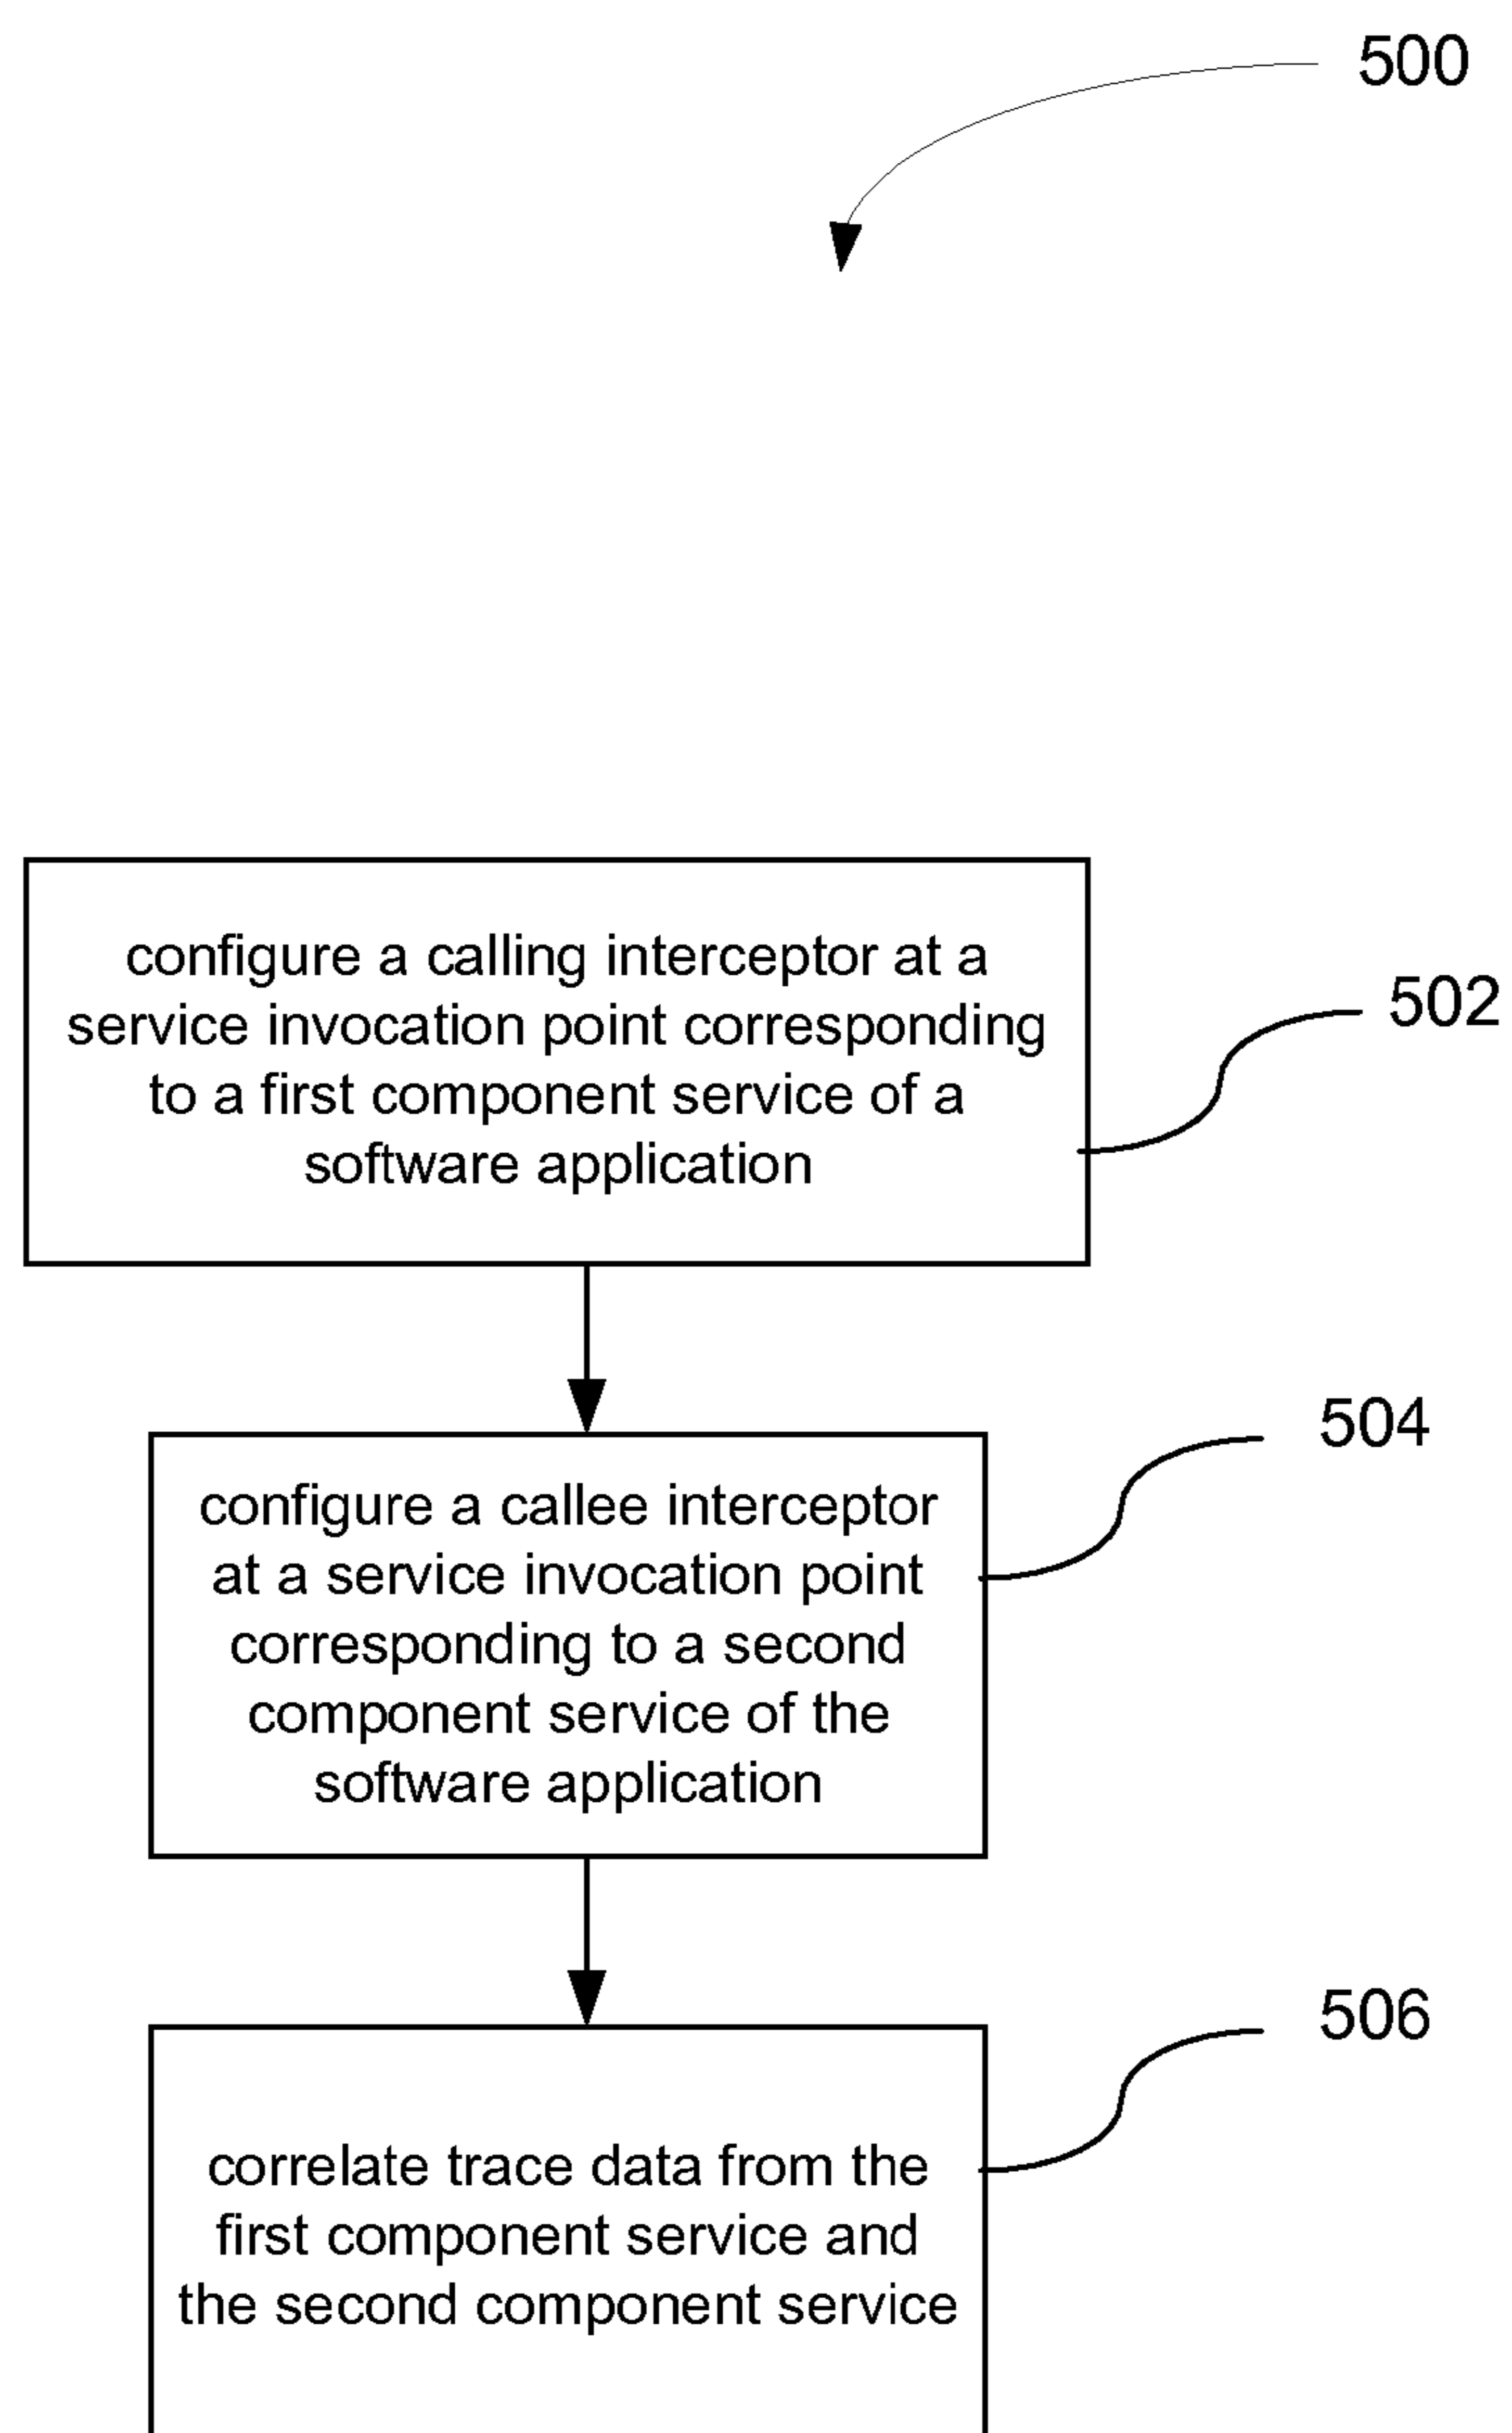 500
configure a calling interceptor at a
service invocation point corresponding
to a first component service of a
software application
502
configure a callee interceptor
at a service invocation point
corresponding to a second
component service of the
software application
504
correlate trace data from the
first component service and
the second component service
506